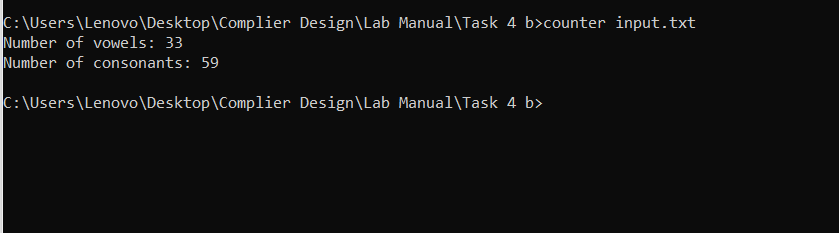 C:\Users\Lenovo\Desktop\Complier Design\Lab Manual\Task 4 b>counter input.txt
Number of vowels: 33
Number of consonants: 59
C:\Users\Lenovo\Desktop\Complier Design\Lab Manual\Task 4 b>